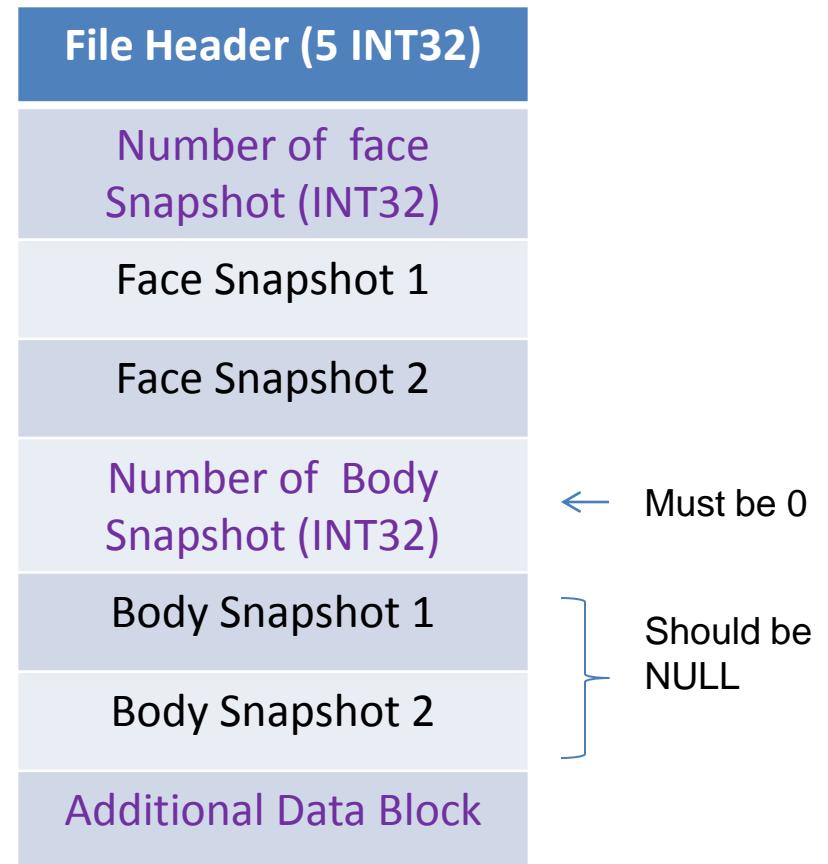 File Header (5 INT32)
Number of face
Snapshot (INT32)
Face Snapshot 1
Face Snapshot 2
Number of Body
Snapshot (INT32)
Must be 0
Body Snapshot 1
Body Snapshot 2
Should be
NULL
Additional Data Block